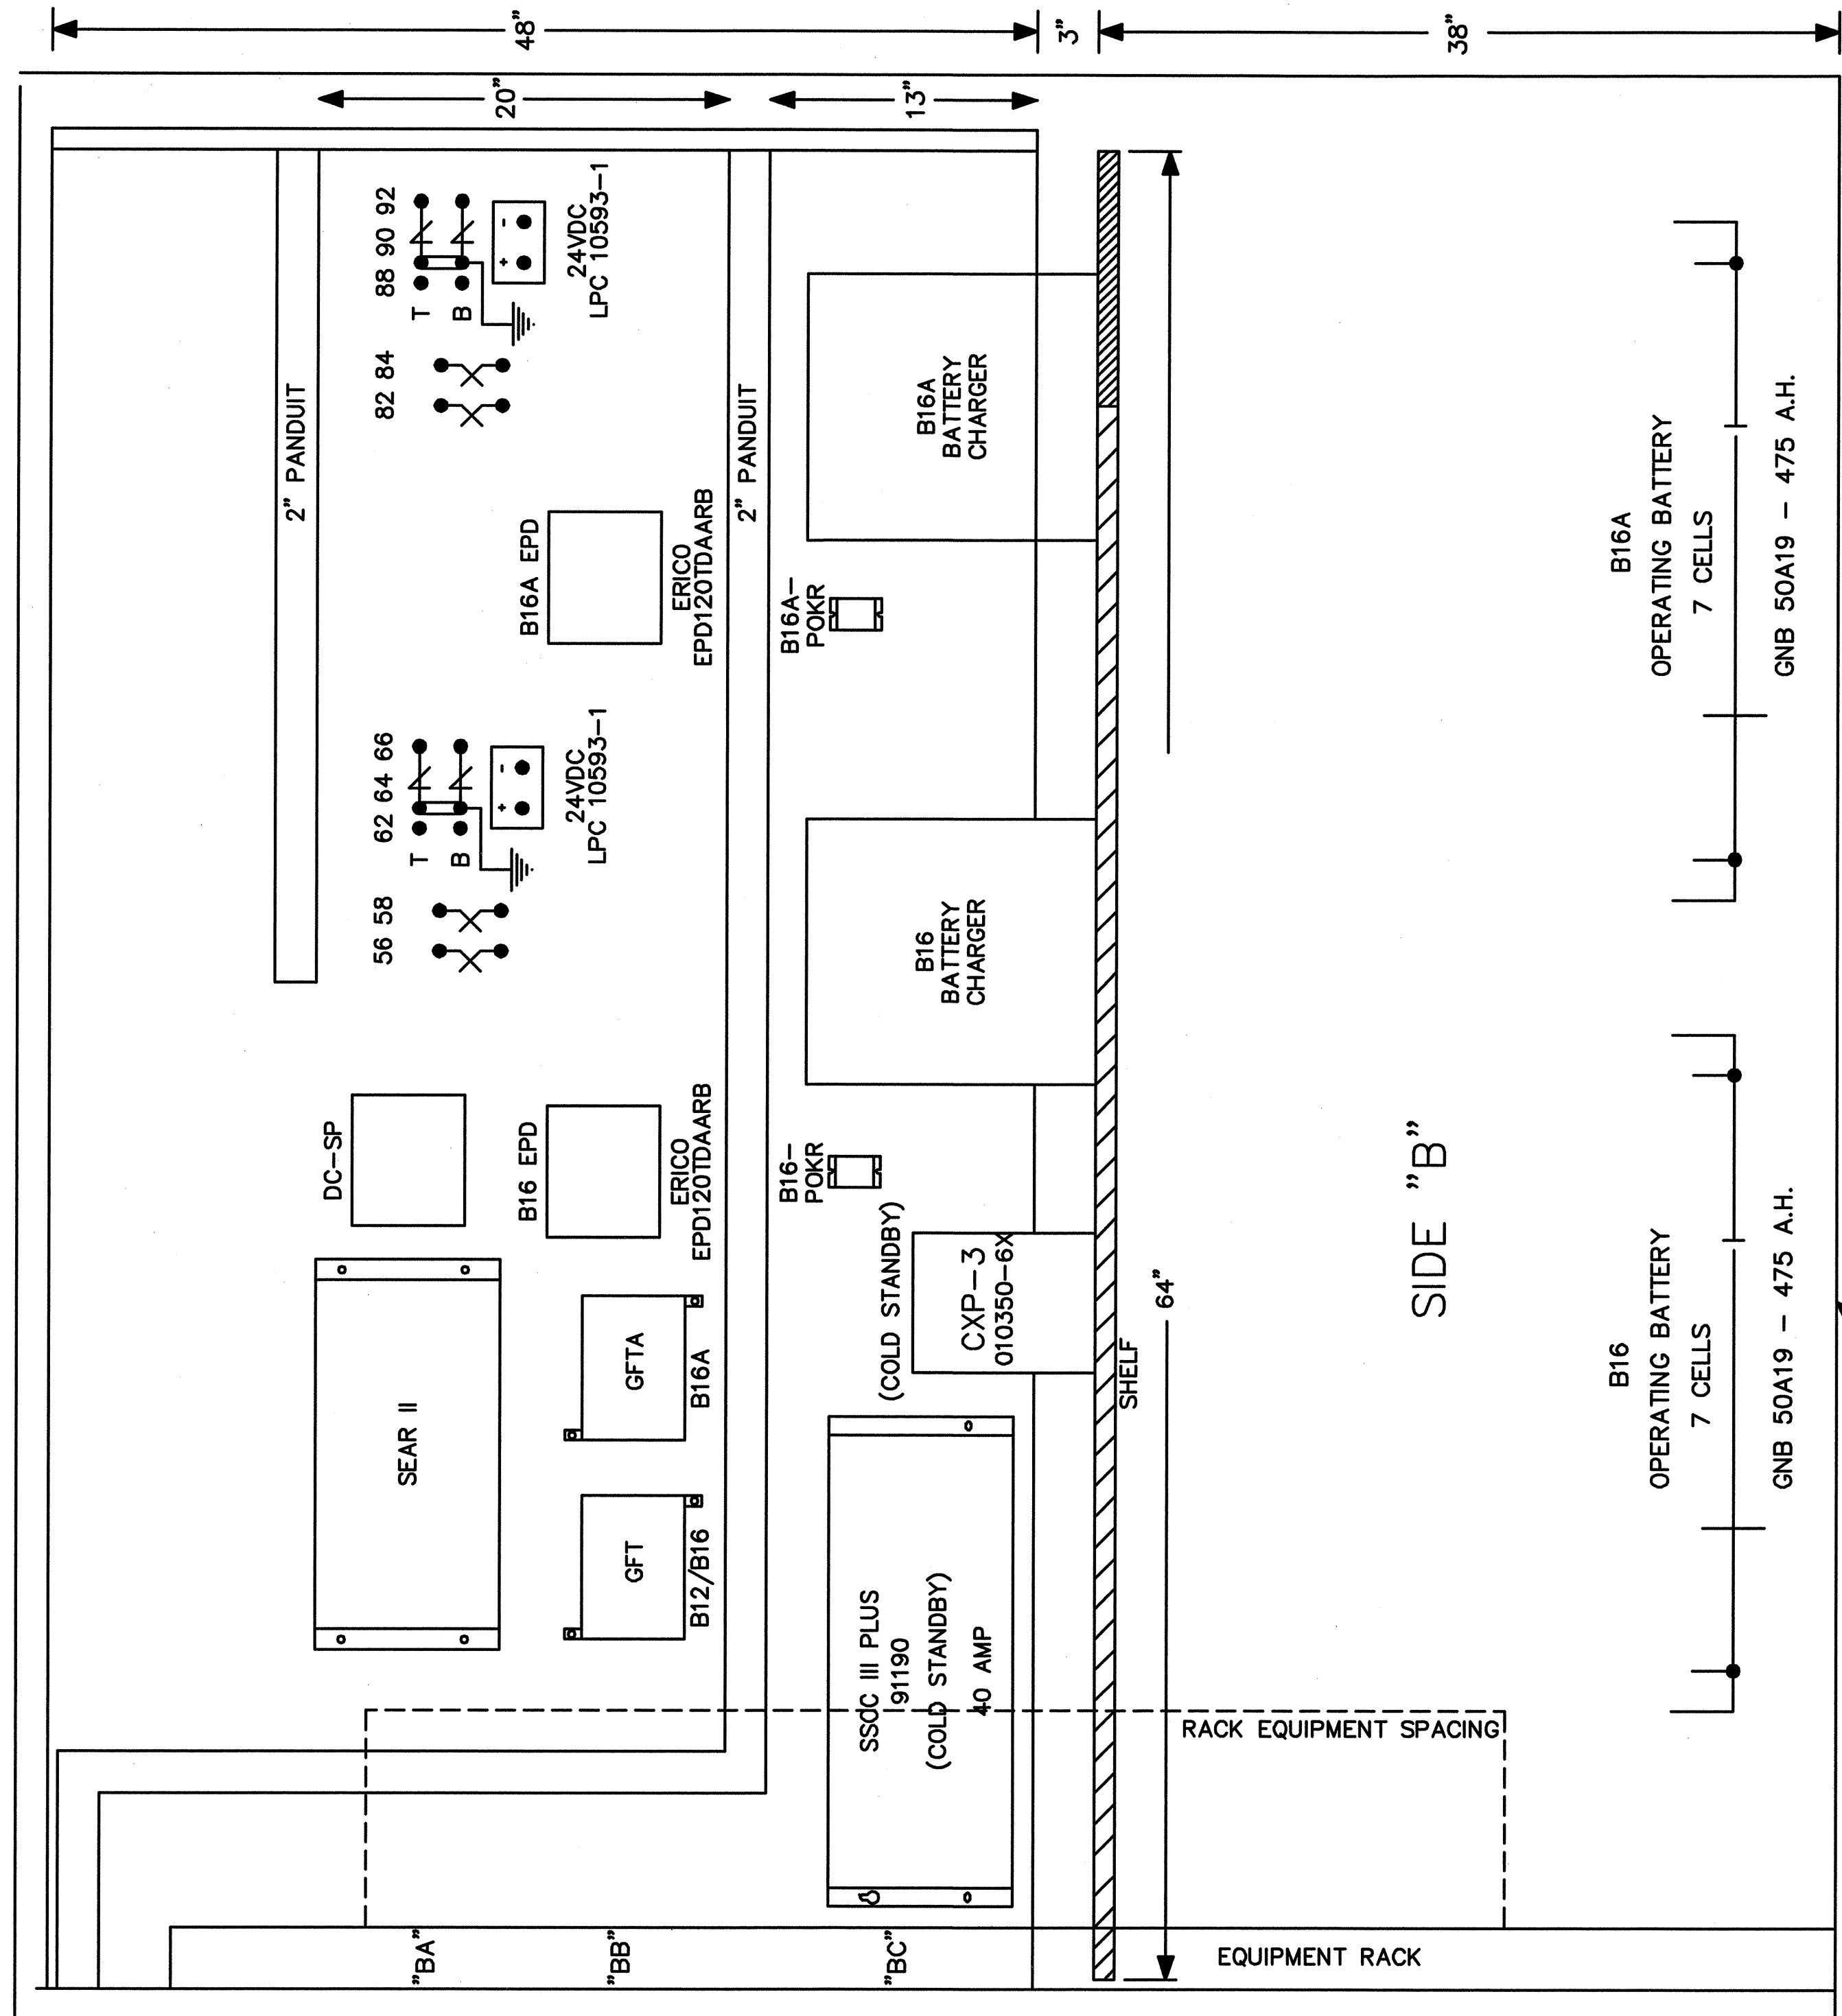 48"
3"
38"
20"
13"
2" PANDUIT
88 90 92
T
B
+ -
24VDC
LPC 10593-1
82 84
B16A EPD
ERICO
EPD120TDAARB
62 64 66
T
B
+ -
24VDC
LPC 10593-1
56 58
DC-SP
B16 EPD
ERICO
EPD120TDAARB
SEAR II
GFTA
B16A
GFT
B12/B16
2" PANDUIT
B16A
BATTERY
CHARGER
B16A-
POKR
B16
BATTERY
CHARGER
B16-
POKR
(COLD STANDBY)
CXP-3
010350-6X
SSCC III PLUS
91190
(COLD STANDBY)
40 AMP
SHELF
64"
"BA"
"BB"
"BC"
RACK EQUIPMENT SPACING
EQUIPMENT RACK
SIDE "B"
B16A
OPERATING BATTERY
7 CELLS
GNB 50A19 - 475 A.H.
B16
OPERATING BATTERY
7 CELLS
GNB 50A19 - 475 A.H.